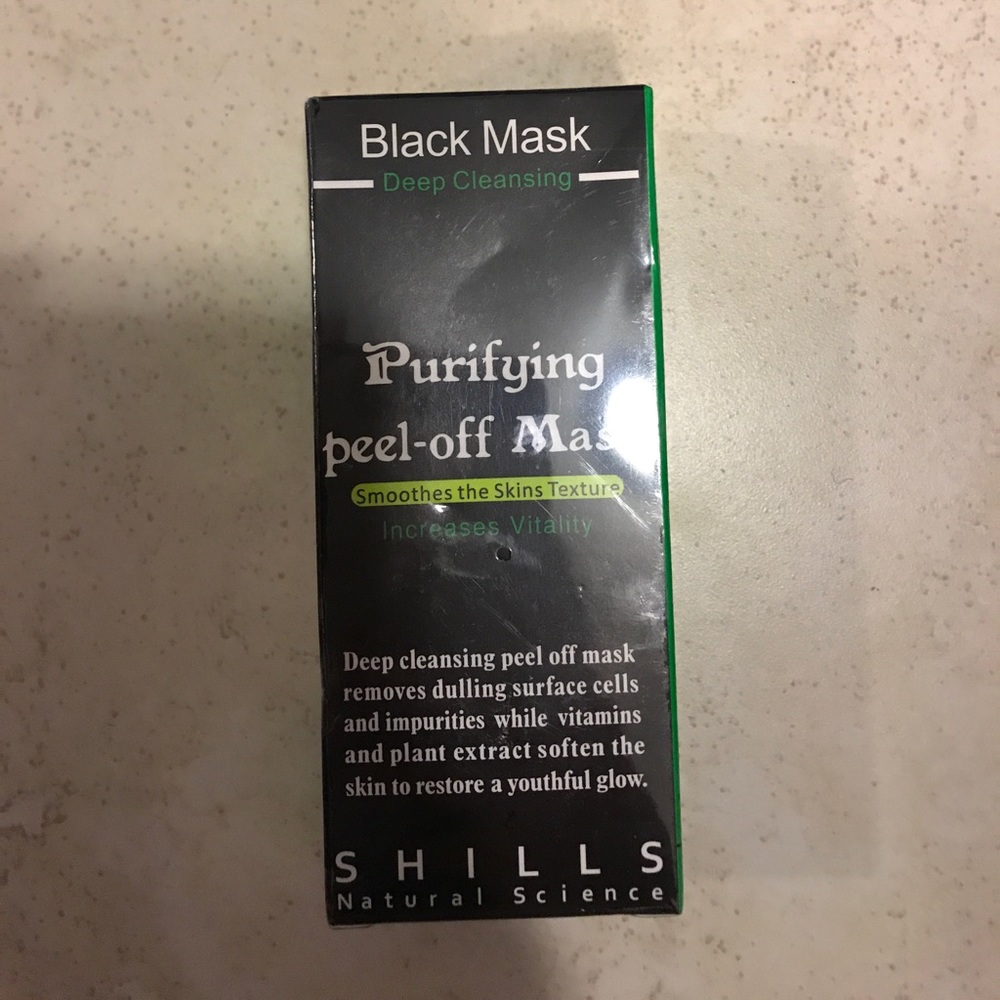 Black Mask
Deep Cleansing
Purifying
peel-off
Smoothes the Skins Texture
Increases Vitality
Deep cleansing peel off mask
removes dulling surface cells
and impurities while vitamins
and plant extract soften the
skin to restore a youthful glow.
SHILLS
Natural Science